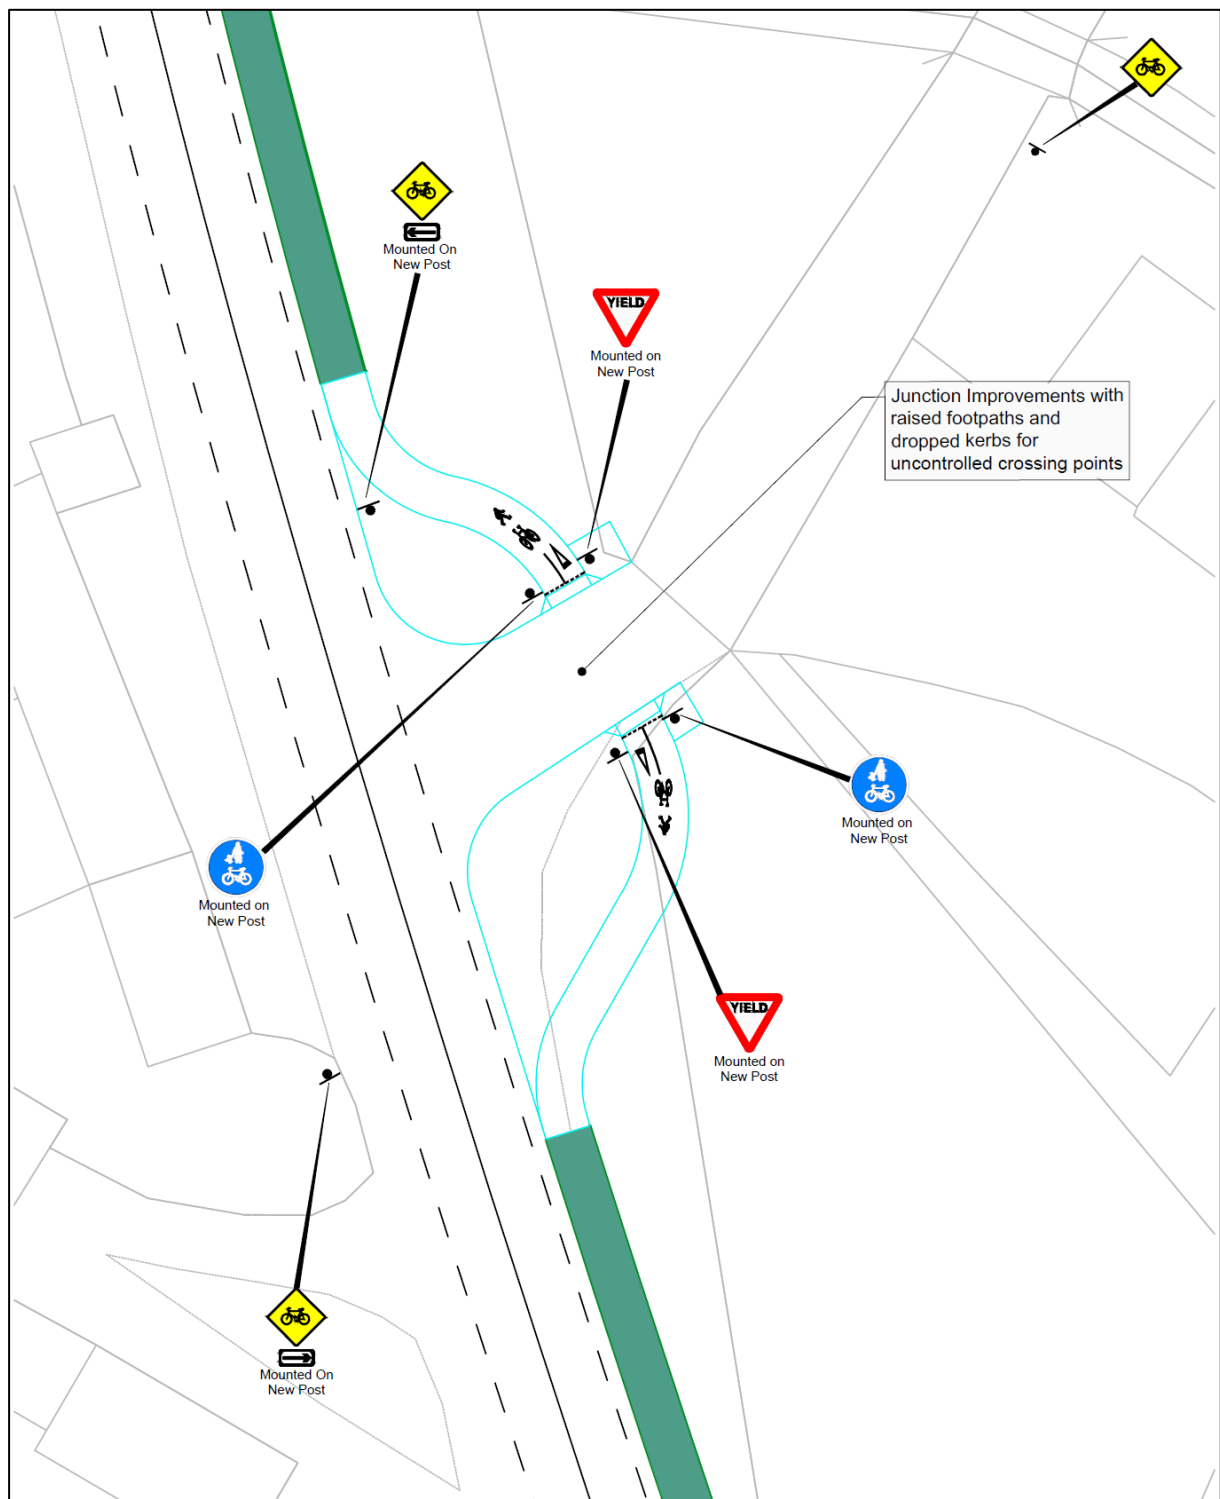 Mounted On
New Post
YIELD
Mounted on
New Post
Junction Improvements with
raised footpaths and
dropped kerbs for
uncontrolled crossing points
Mounted on
New Post
Mounted on
New Post
YIELD
Mounted on
New Post
Mounted On
New Post